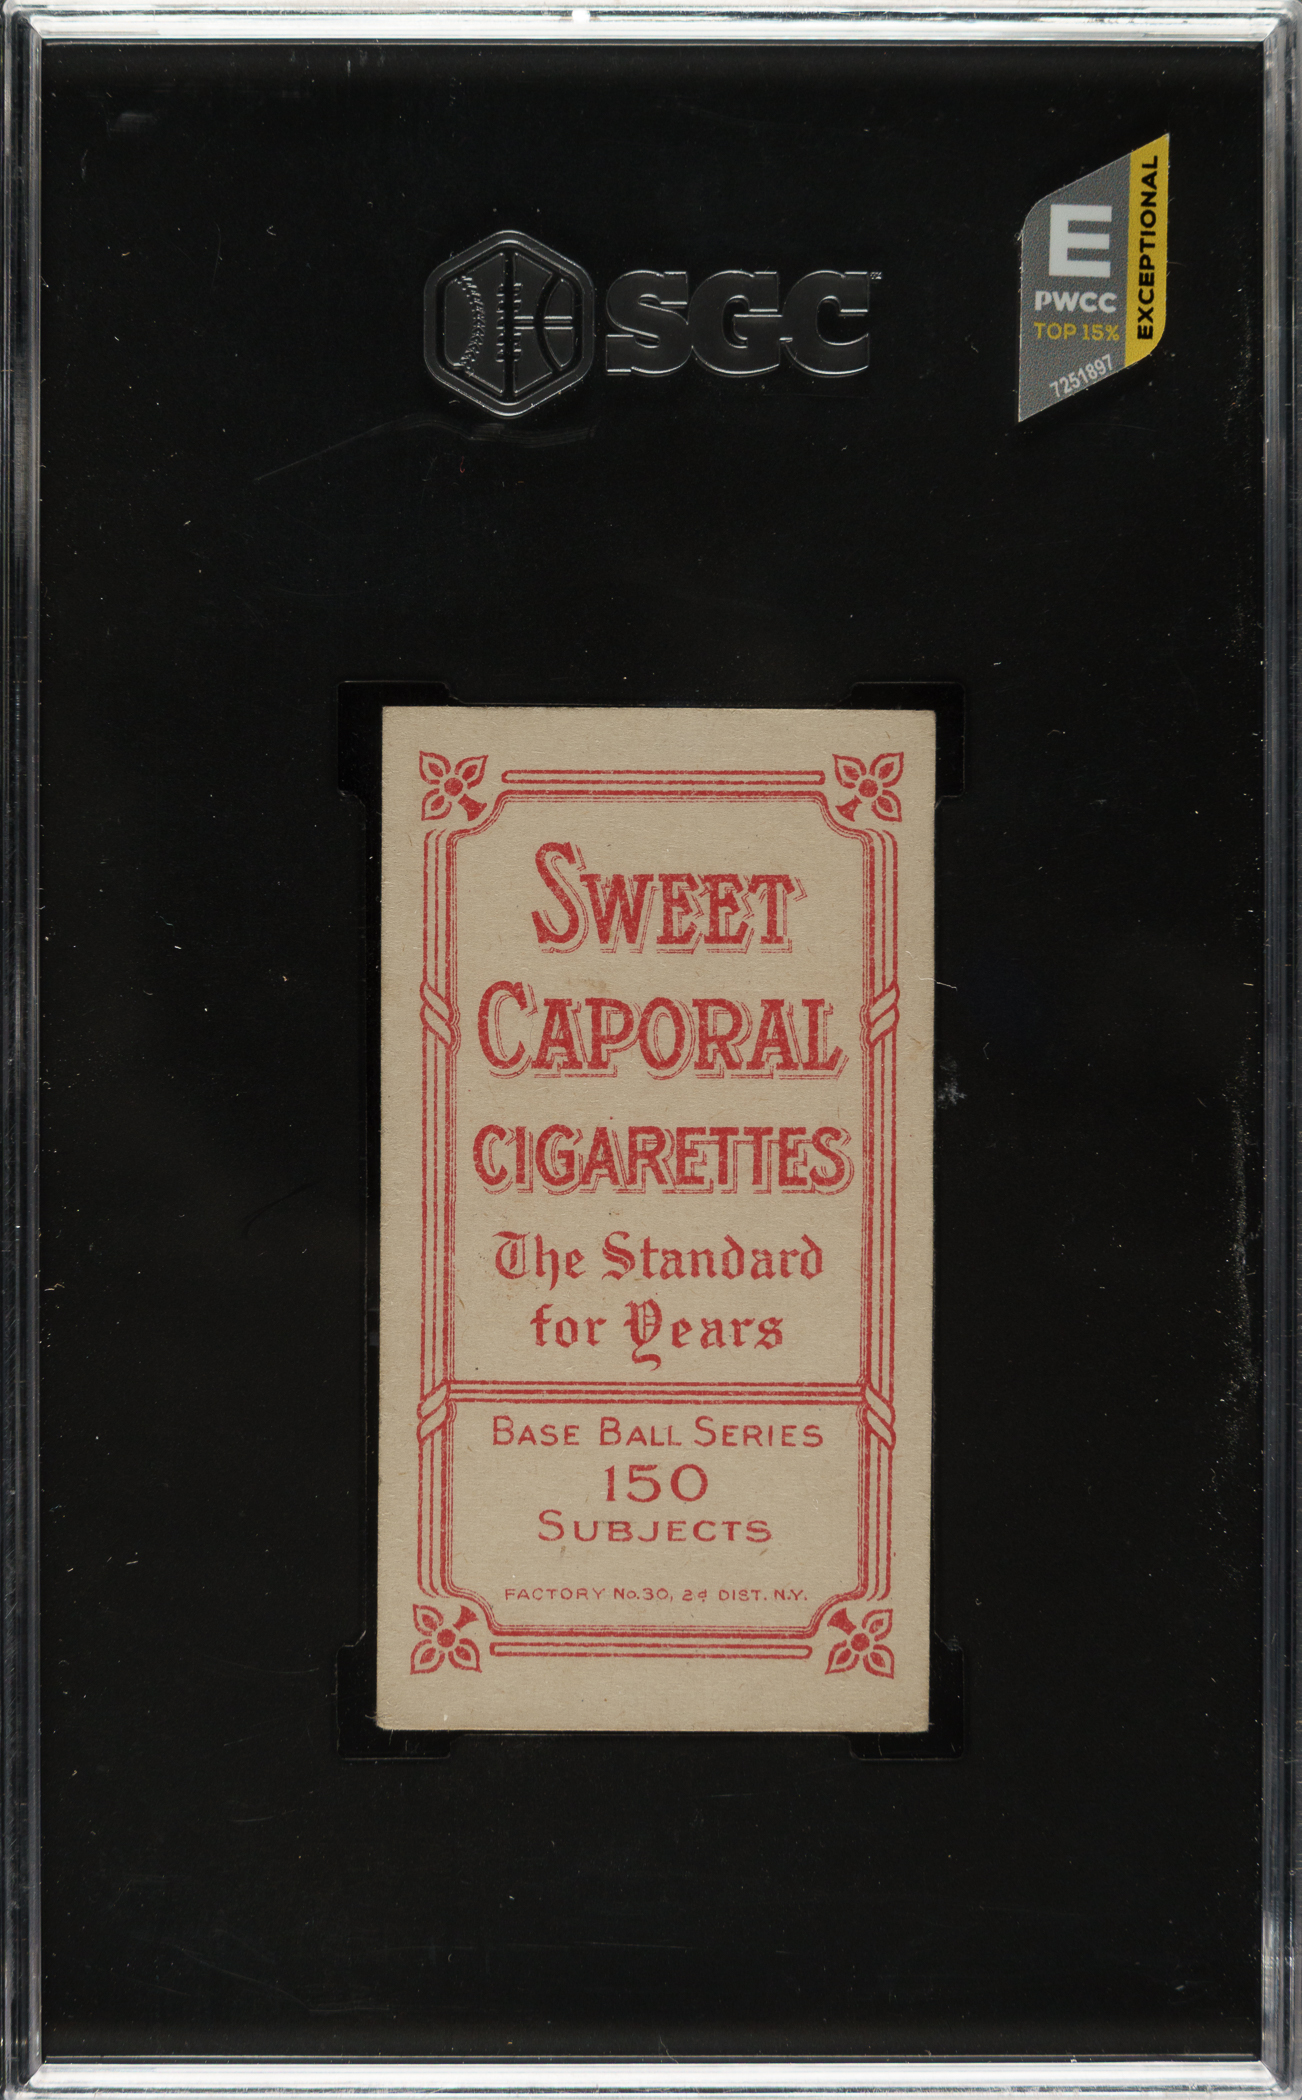 SGC
E
PWCC
TOP 15%
7251897
EXCEPTIONAL
SWEET
CAPORAL
CIGARETTES
The Standard
for Years
BASE BALL SERIES
150
SUBJECTS
FACTORY No. 30, 2d DIST. N.Y.